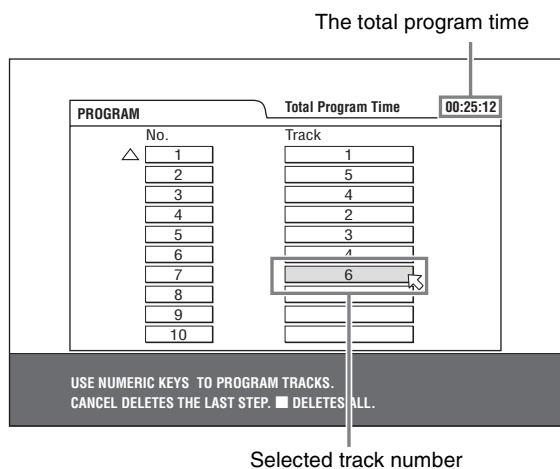 The total program time
PROGRAM
Total Program Time 00:25:12
No. Track
1 1
2 5
3 4
4 2
5 3
6 4
7 6
8
9
10
USE NUMERIC KEYS TO PROGRAM TRACKS.
CANCEL DELETES THE LAST STEP. ■ DELETES ALL.
Selected track number